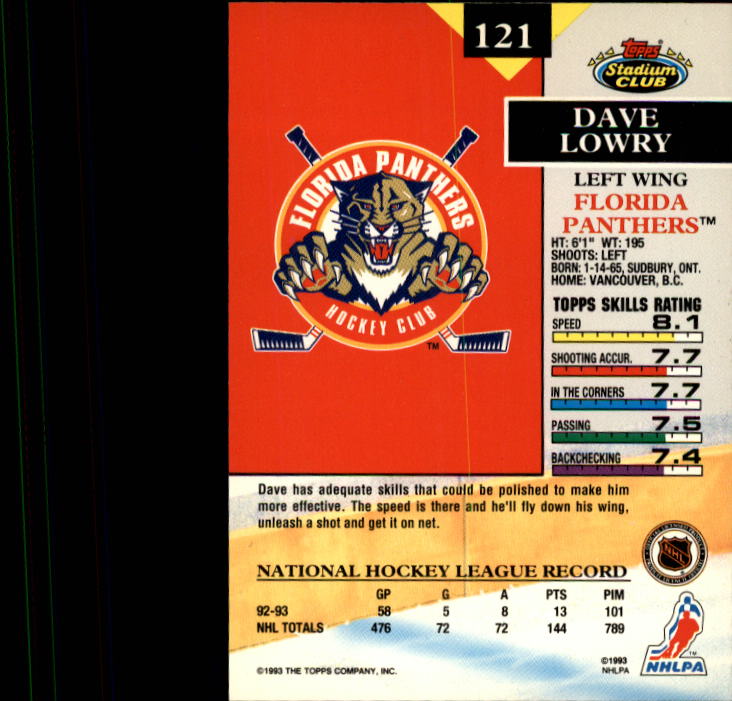 121
Topps
Stadium
CLUB
DAVE
LOWRY
LEFT WING
FLORIDA
PANTHERS™
HT: 6'1" WT: 195
SHOOTS: LEFT
BORN: 1-14-65, SUDBURY, ONT.
HOME: VANCOUVER, B.C.
TOPPS SKILLS RATING
SPEED 8.1
SHOOTING ACCUR. 7.7
IN THE CORNERS 7.7
PASSING 7.5
BACKCHECKING 7.4
FLORIDA PANTHERS
HOCKEY CLUB
TM
Dave has adequate skills that could be polished to make him
more effective. The speed is there and he'll fly down his wing,
unleash a shot and get it on net.
NHL
NATIONAL HOCKEY LEAGUE RECORD
GP G A PTS PIM
92-93 58 5 8 13 101
NHL TOTALS 476 72 72 144 789
©1993 THE TOPPS COMPANY, INC.
©1993
NHLPA
TM
NHLPA